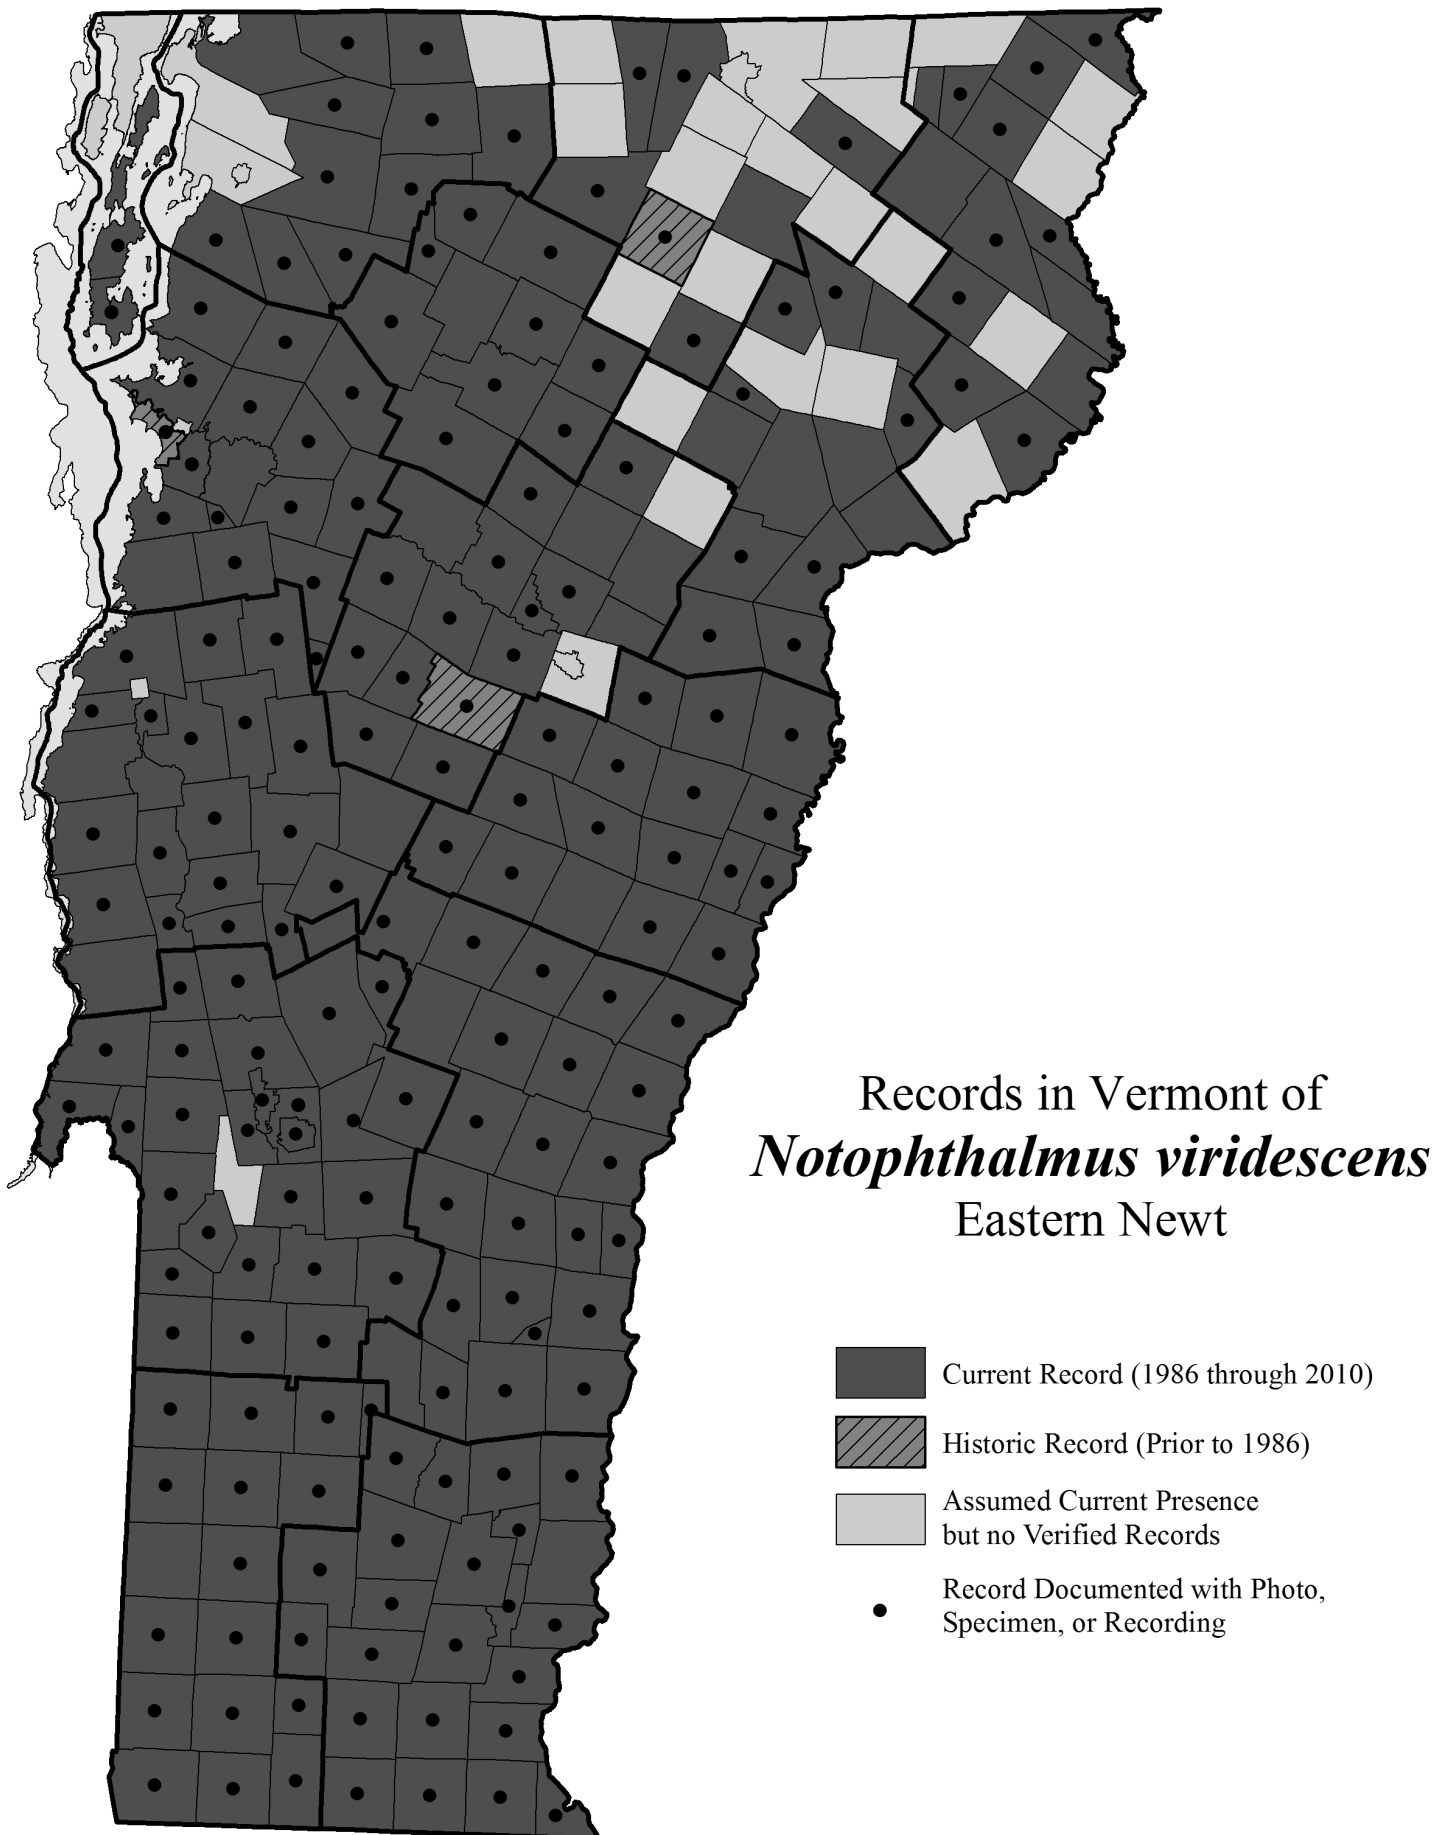 Records in Vermont of
Notophthalmus viridescens
Eastern Newt
Current Record (1986 through 2010)
Historic Record (Prior to 1986)
Assumed Current Presence
but no Verified Records
Record Documented with Photo,
Specimen, or Recording